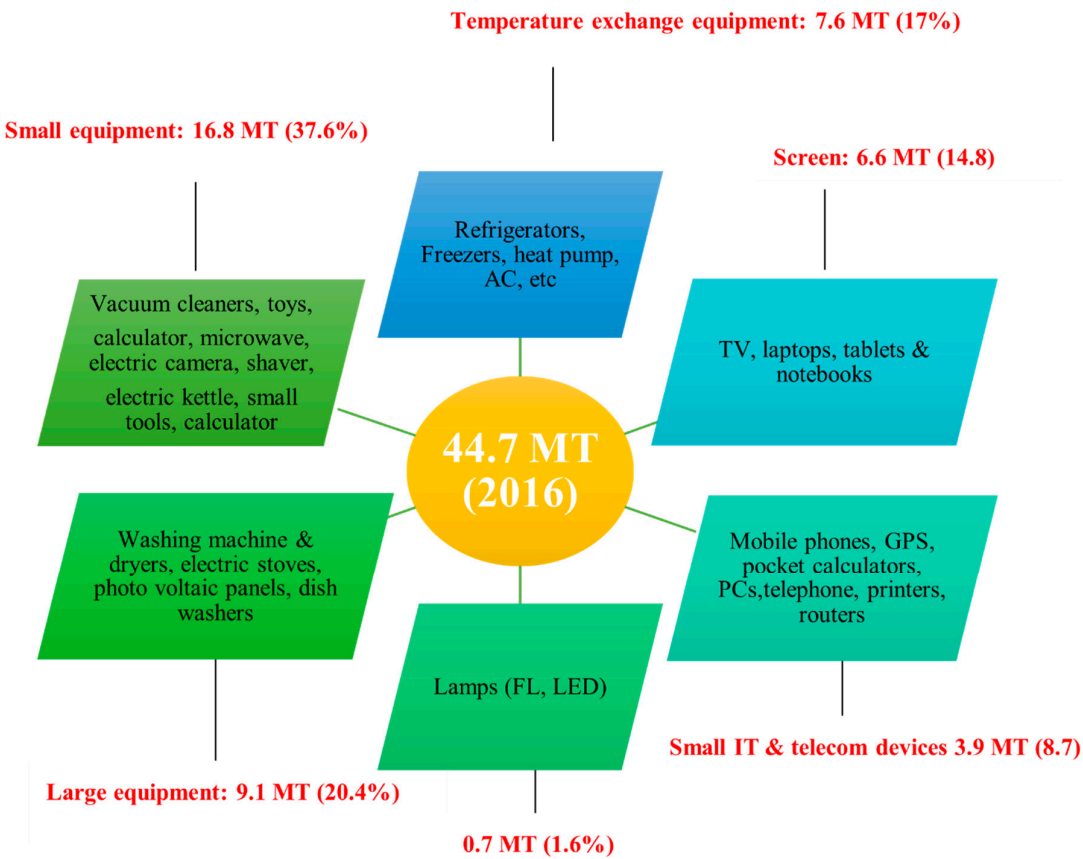 Temperature exchange equipment: 7.6 MT (17%)
Small equipment: 16.8 MT (37.6%)
Screen: 6.6 MT (14.8)
Refrigerators,
Freezers, heat pump,
AC, etc
Vacuum cleaners, toys,
calculator, microwave,
electric camera, shaver,
electric kettle, small
tools, calculator
TV, laptops, tablets &
notebooks
44.7 MT
(2016)
Washing machine &
dryers, electric stoves,
photo voltaic panels, dish
washers
Mobile phones, GPS,
pocket calculators,
PCs,telephone, printers,
routers
Lamps (FL, LED)
Small IT & telecom devices 3.9 MT (8.7)
Large equipment: 9.1 MT (20.4%)
0.7 MT (1.6%)